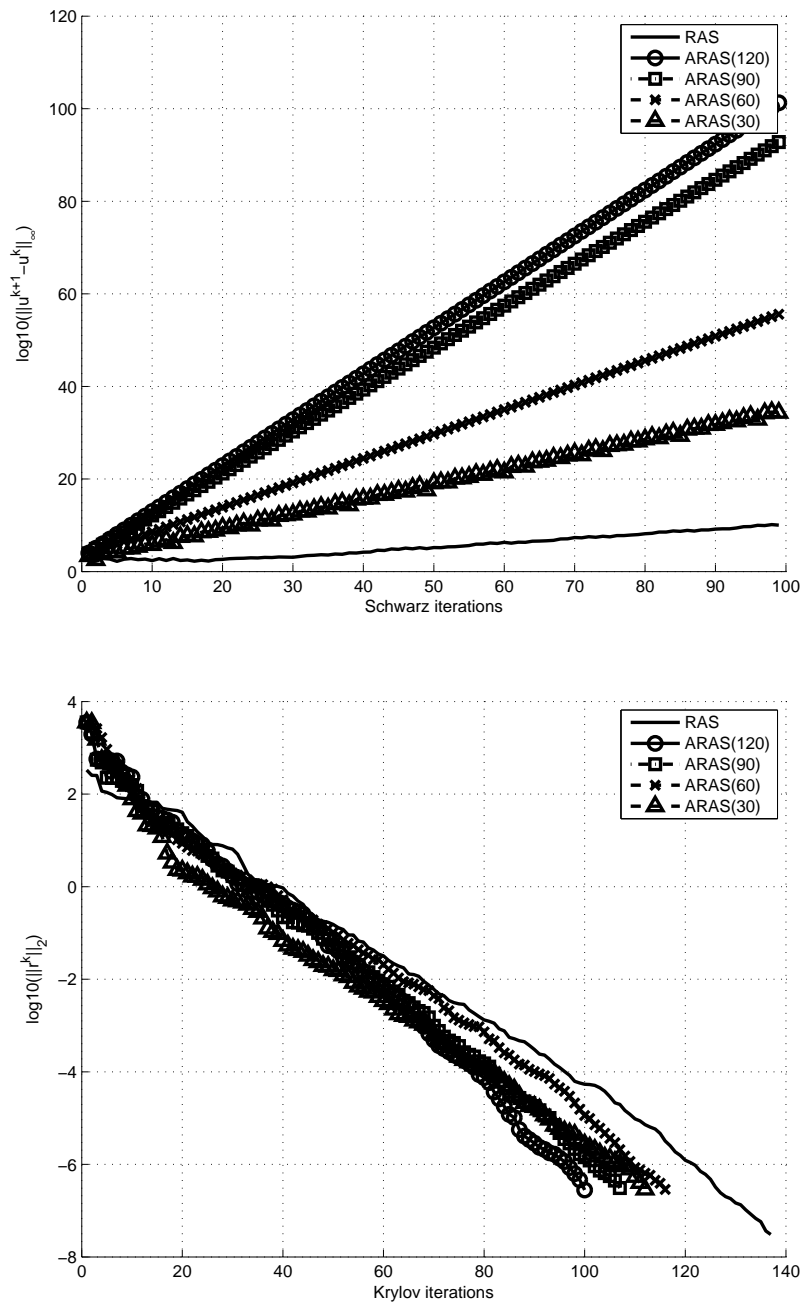 120
100
80
60
40
20
0
log10(||u^{k+1}−u^k||_∞)
0 10 20 30 40 50 60 70 80 90 100
Schwarz iterations
RAS
ARAS(120)
ARAS(90)
ARAS(60)
ARAS(30)
4
2
0
−2
−4
−6
−8
log10(||r^k||_2)
0 20 40 60 80 100 120 140
Krylov iterations
RAS
ARAS(120)
ARAS(90)
ARAS(60)
ARAS(30)